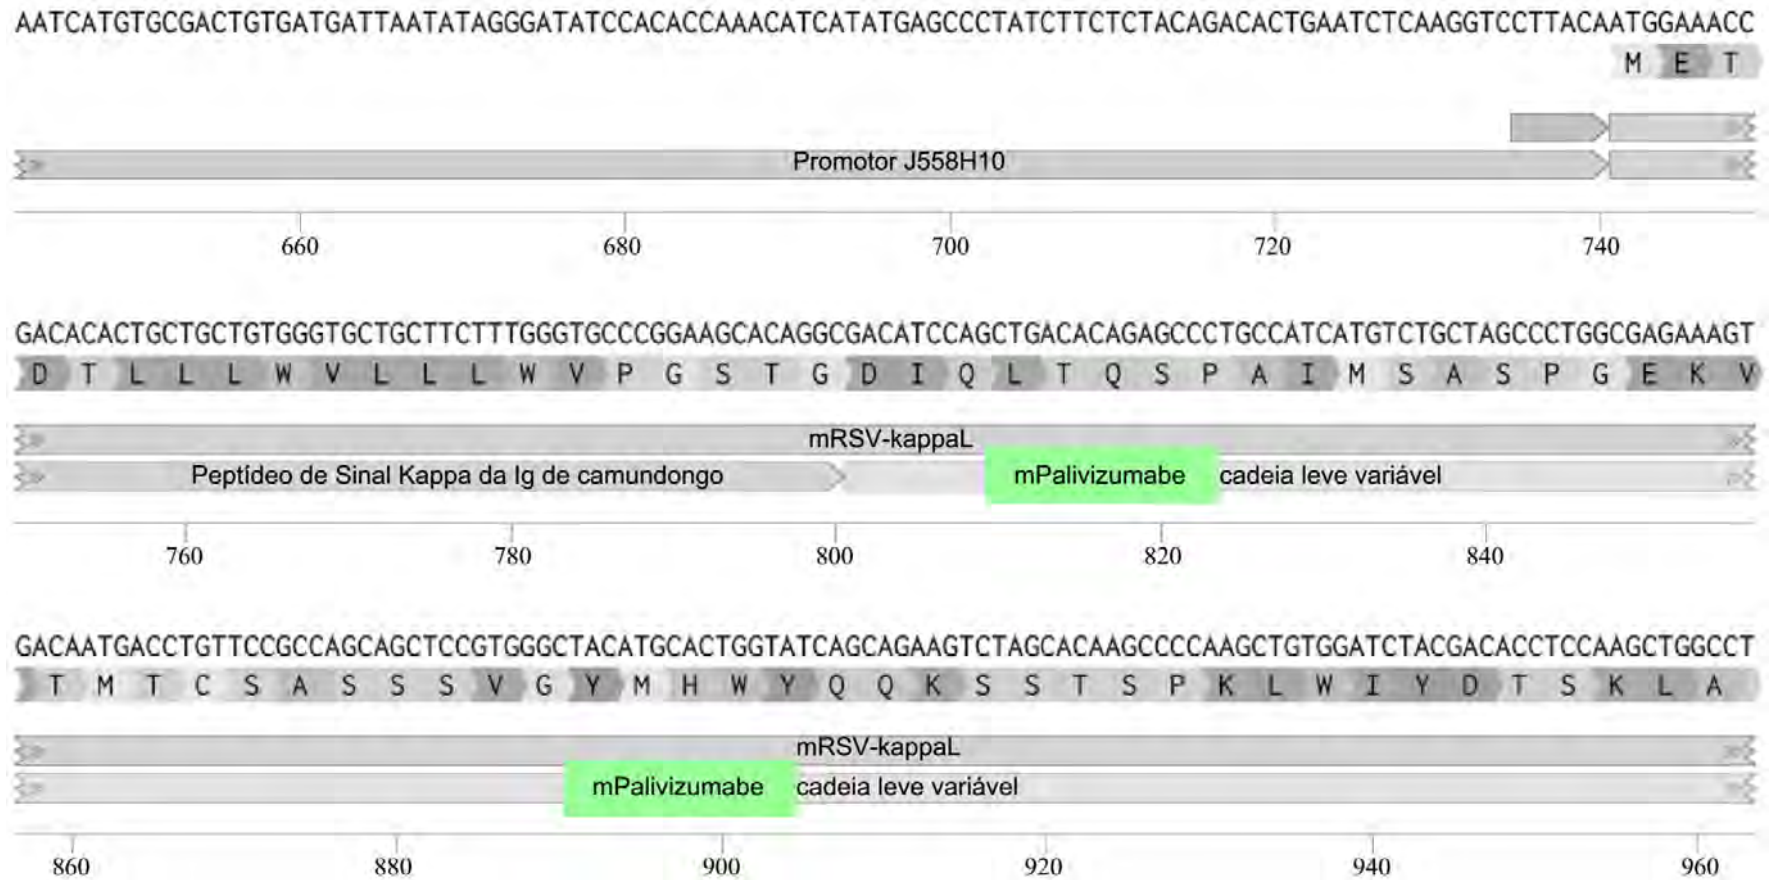 AATCATGTGCGACTGTGATGATTAATATAGGGATATCCACACCAAACATCATATGAGCCCTATCTTCTCTACAGACACTGAATCTCAAGGTCCTTACAATGGAAACC
M E T
Promotor J558H10
660 680 700 720 740
GACACACTGCTGCTGTGGGTGCTGCTTCTTTGGGTGCCCGGAAGCACAGGCGACATCCAGCTGACACAGAGCCCTGCCATCATGTCTGCTAGCCCTGGCGAGAAAGT
D T L L L W V L L L W V P G S T G D I Q L T Q S P A I M S A S P G E K V
mRSV-kappaL
Peptídeo de Sinal Kappa da Ig de camundongo mPalivizumabe cadeia leve variável
760 780 800 820 840
GACAATGACCTGTTCCGCCAGCAGCTCCGTGGGCTACATGCACTGGTATCAGCAGAAGTCTAGCACAAGCCCCAAGCTGTGGATCTACGACACCTCCAAGCTGGCCT
T M T C S A S S S V G Y M H W Y Q Q K S S T S P K L W I Y D T S K L A
mRSV-kappaL
mPalivizumabe cadeia leve variável
860 880 900 920 940 960